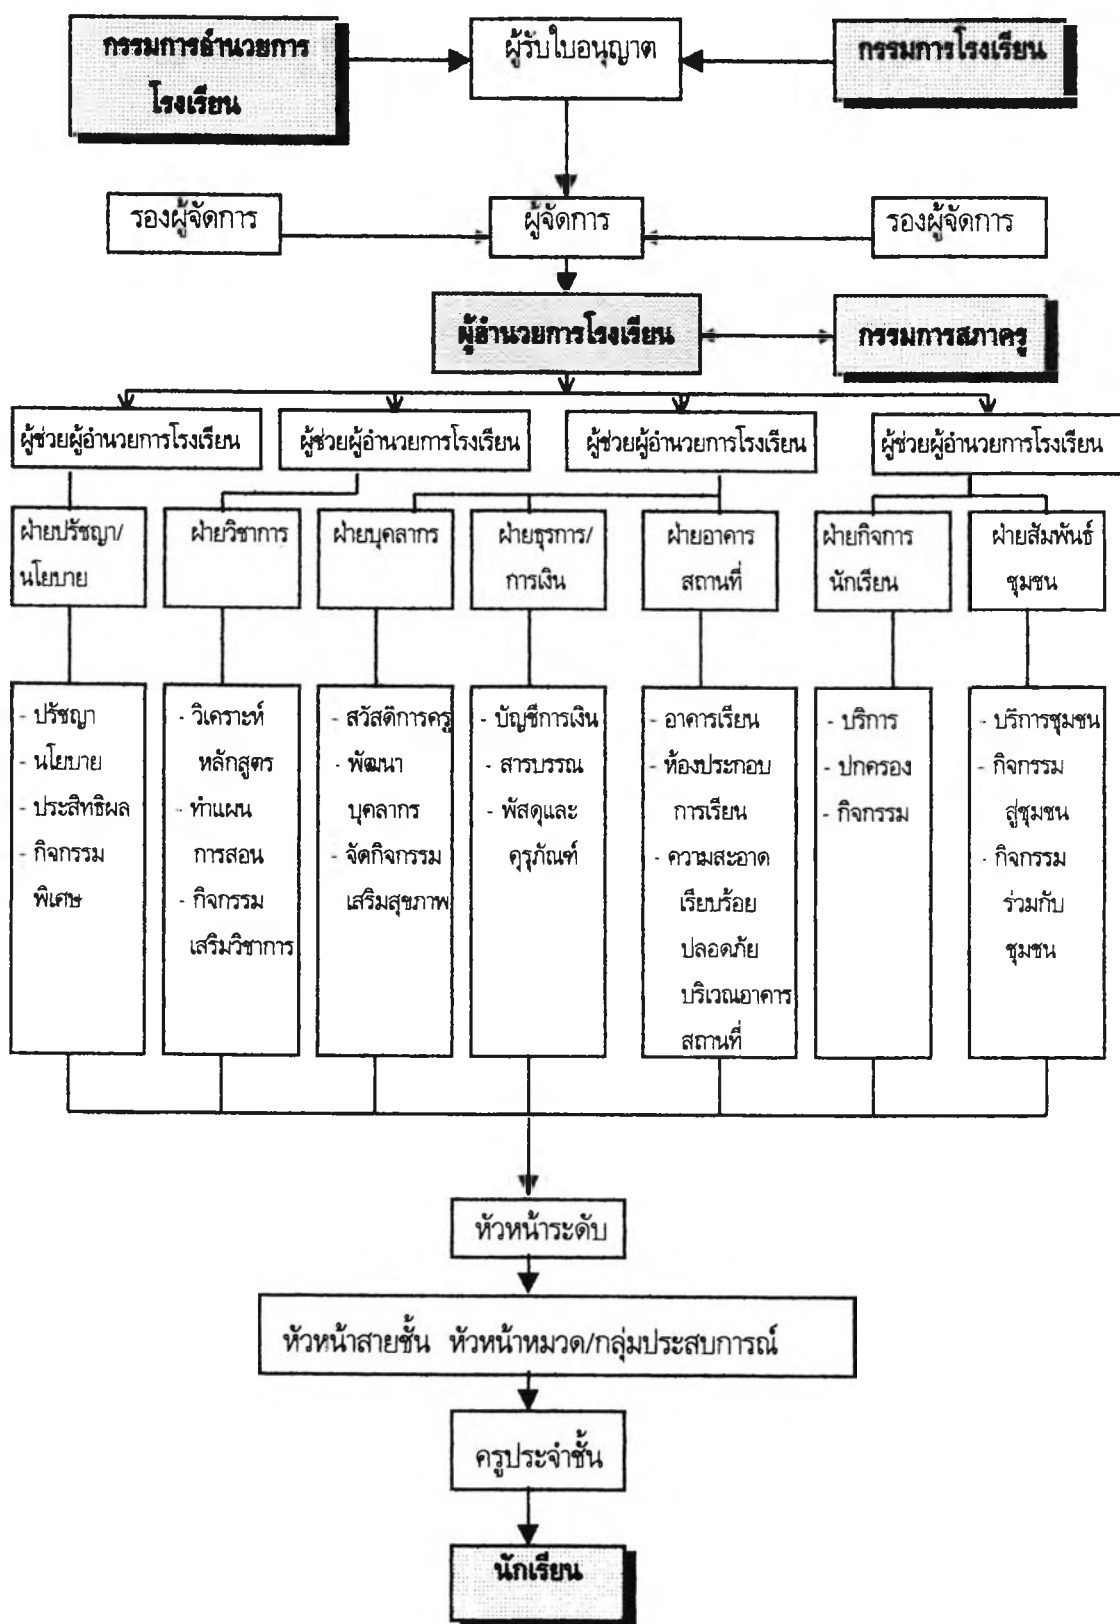 กรรมการอำนวยการ
โรงเรียน
ผู้รับใบอนุญาต
กรรมการโรงเรียน
รองผู้จัดการ
ผู้จัดการ
รองผู้จัดการ
ผู้อำนวยการโรงเรียน
กรรมการสภาครู
ผู้ช่วยผู้อำนวยการโรงเรียน
ผู้ช่วยผู้อำนวยการโรงเรียน
ผู้ช่วยผู้อำนวยการโรงเรียน
ผู้ช่วยผู้อำนวยการโรงเรียน
ฝ่ายปรัชญา/
นโยบาย
ฝ่ายวิชาการ
ฝ่ายบุคลากร
ฝ่ายธุรการ/
การเงิน
ฝ่ายอาคาร
สถานที่
ฝ่ายกิจการ
นักเรียน
ฝ่ายสัมพันธ์
ชุมชน
- ปรัชญา
- นโยบาย
- ประสิทธิผล
- กิจกรรม
พิเศษ
- วิเคราะห์
หลักสูตร
- ทำแผน
การสอน
- กิจกรรม
เสริมวิชาการ
- สวัสดิการครู
- พัฒนา
บุคลากร
- จัดกิจกรรม
เสริมสุขภาพ
- บัญชีการเงิน
- สารบรรณ
- พัสดุและ
คุรุภัณฑ์
- อาคารเรียน
- ห้องประกอบ
การเรียน
- ความสะอาด
เรียบร้อย
ปลอดภัย
บริเวณอาคาร
สถานที่
- บริการ
- ปกครอง
- กิจกรรม
- บริการชุมชน
- กิจกรรม
สู่ชุมชน
- กิจกรรม
ร่วมกับ
ชุมชน
หัวหน้าระดับ
หัวหน้าสายชั้น หัวหน้าหมวด/กลุ่มประสบการณ์
ครูประจำชั้น
นักเรียน